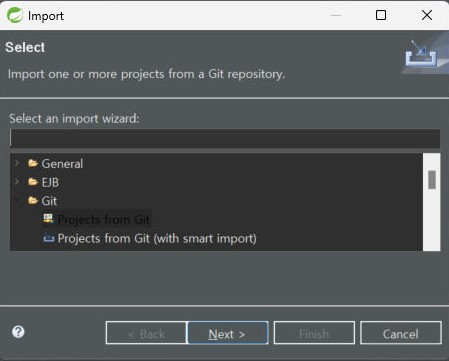 Import
Select
Import one or more projects from a Git repository.
Select an import wizard:
General
EJB
Git
Projects from Git
Projects from Git (with smart import)
?
< Back
Next >
Finish
Cancel